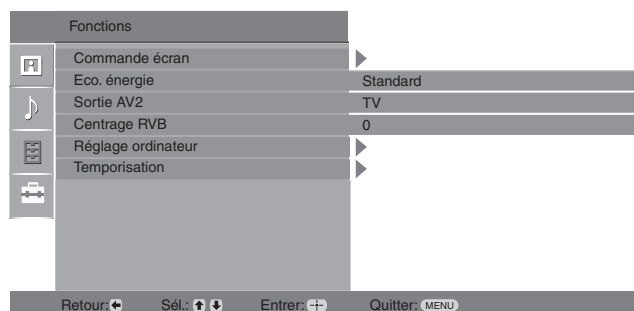 Fonctions
Commande écran
Eco. énergie Standard
Sortie AV2 TV
Centrage RVB 0
Réglage ordinateur
Temporisation
Retour: Sél.: Entrer: Quitter: MENU